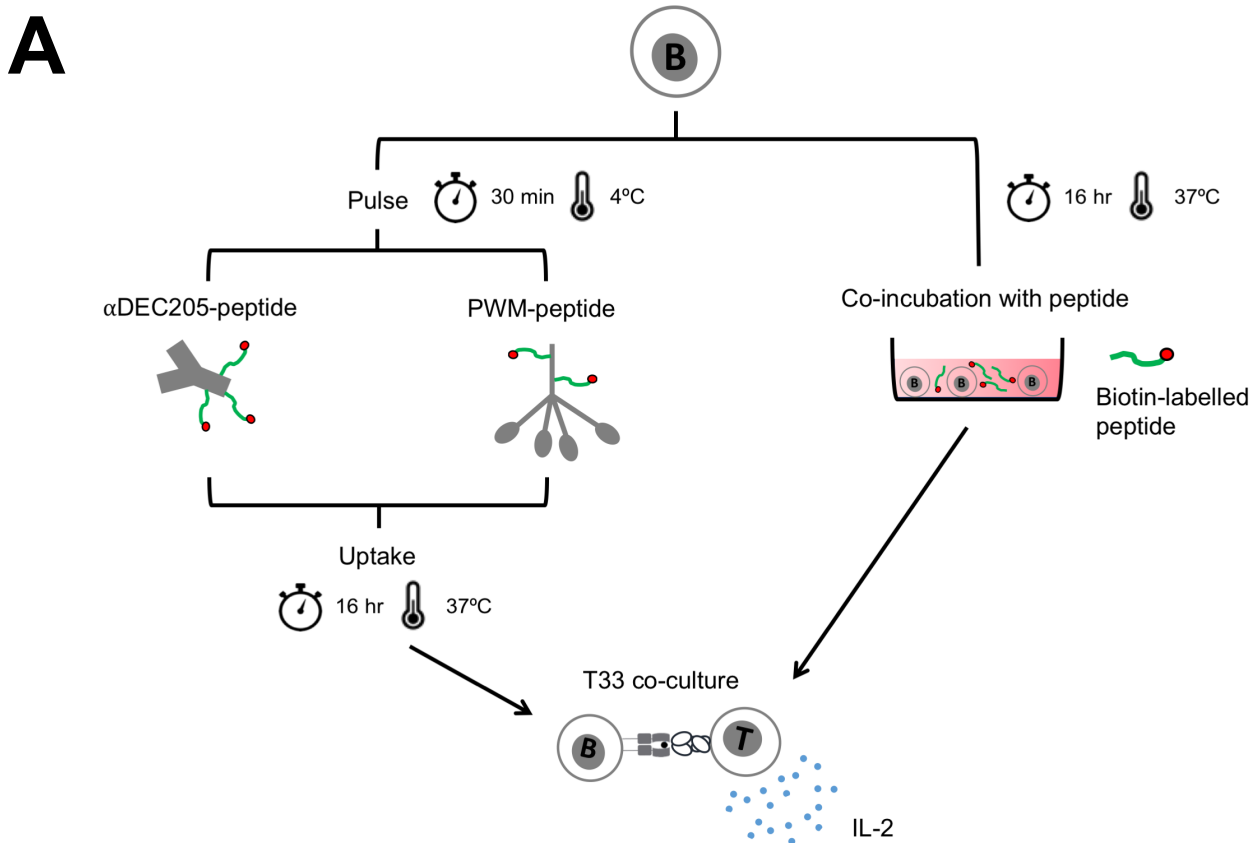 A
B
Pulse
30 min
4ºC
16 hr
37ºC
αDEC205-peptide
PWM-peptide
Co-incubation with peptide
B
B
B
Biotin-labelled
peptide
Uptake
16 hr
37ºC
T33 co-culture
B
T
IL-2